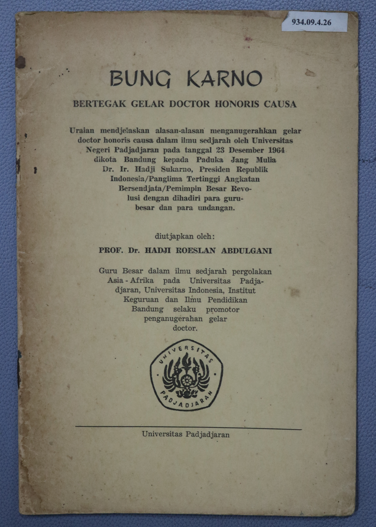 934.09.4.26
BUNG KARNO
BERTEGAK GELAR DOCTOR HONORIS CAUSA
Uraian mendjelaskan alasan-alasan menganugerahkan gelar
doctor honoris causa dalam ilmu sedjarah oleh Universitas
Negeri Padjadjaran pada tanggal 23 Desember 1964
dikota Bandung kepada Paduka Jang Mulia
Dr. Ir. Hadji Sukarno, Presiden Republik
Indonesia/Panglima Tertinggi Angkatan
Bersendjata/Pemimpin Besar Revo-
lusi dengan dihadiri para guru-
besar dan para undangan.
diutjapkan oleh:
PROF. Dr. HADJI ROESLAN ABDULGANI
Guru Besar dalam ilmu sedjarah pergolakan
Asia - Afrika pada Universitas Padja-
djaran, Universitas Indonesia, Institut
Keguruan dan Ilmu Pendidikan
Bandung selaku promotor
penganugerahan gelar
doctor.
UNIVERSITAS
PADJADJARAN
Universitas Padjadjaran